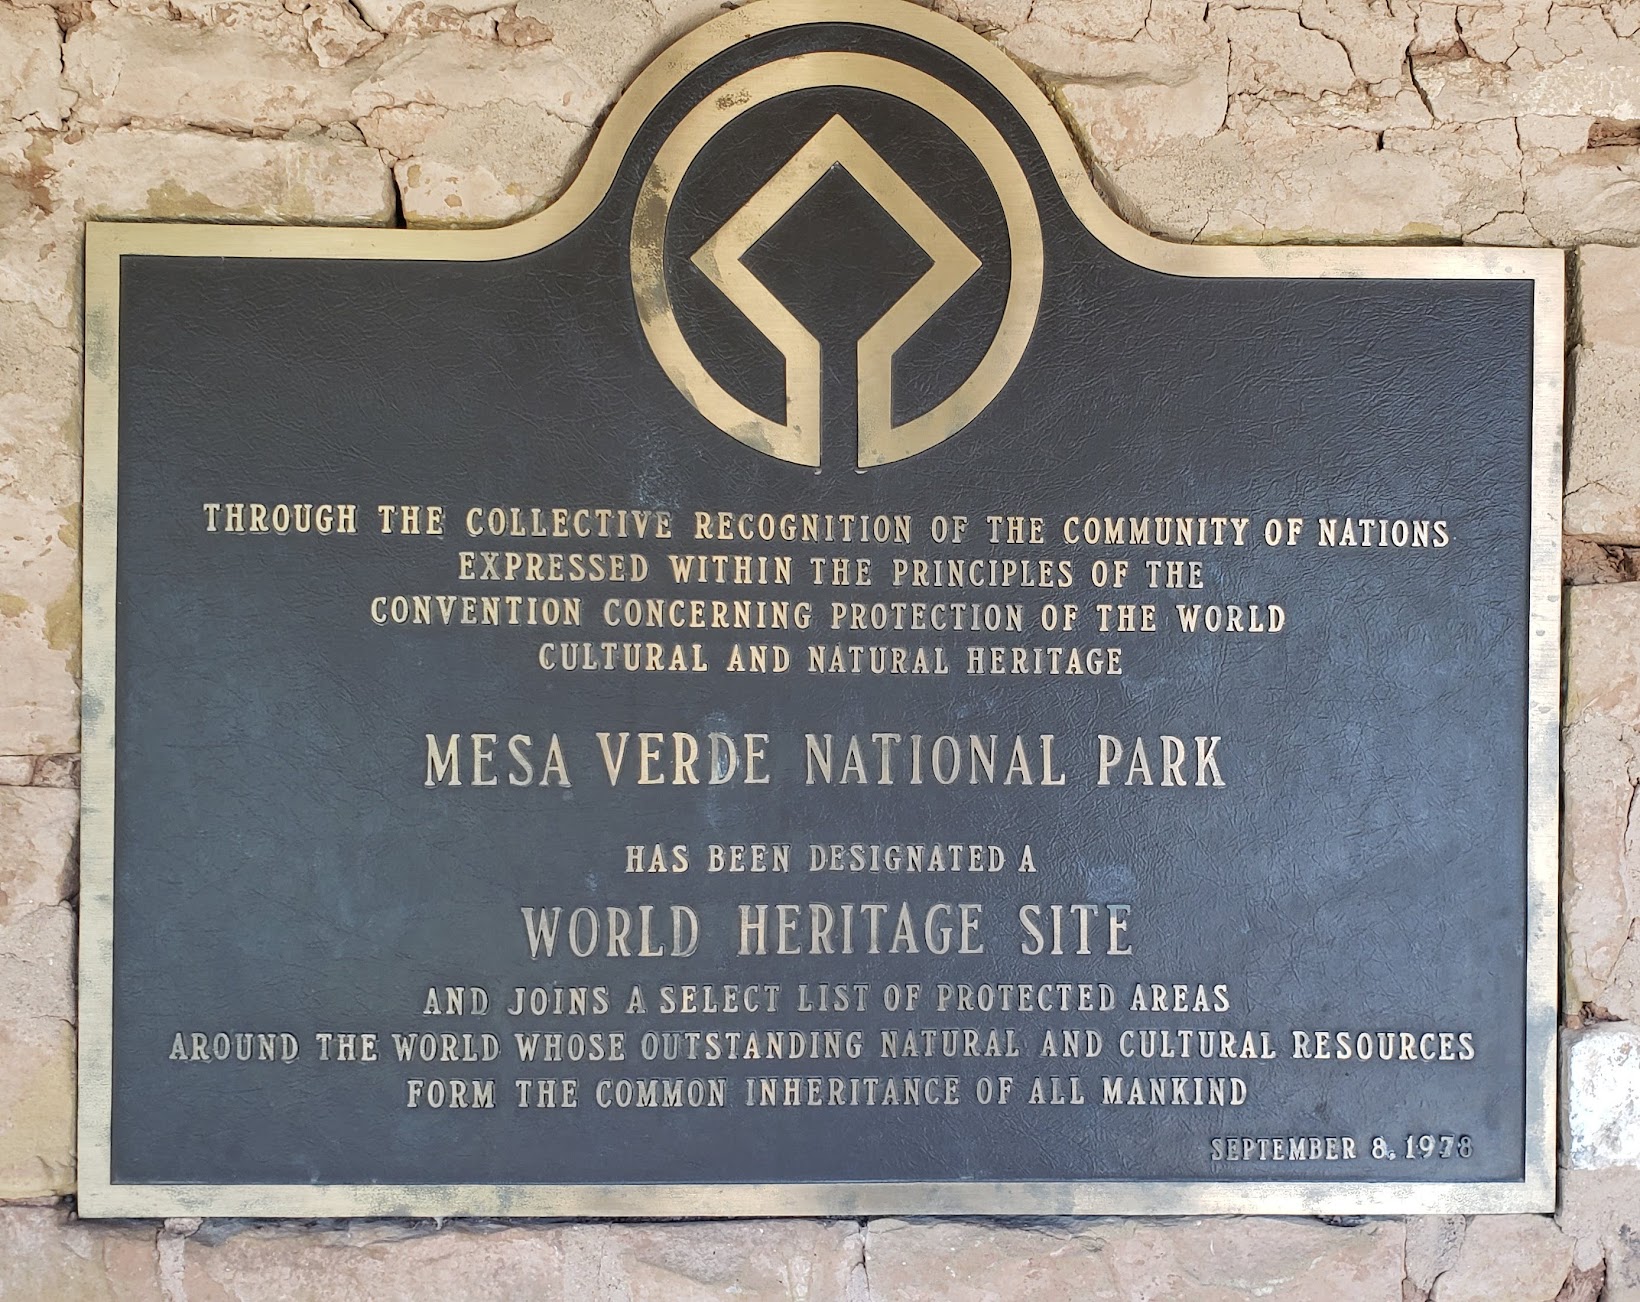 THROUGH THE COLLECTIVE RECOGNITION OF THE COMMUNITY OF NATIONS
EXPRESSED WITHIN THE PRINCIPLES OF THE
CONVENTION CONCERNING PROTECTION OF THE WORLD
CULTURAL AND NATURAL HERITAGE
MESA VERDE NATIONAL PARK
HAS BEEN DESIGNATED A
WORLD HERITAGE SITE
AND JOINS A SELECT LIST OF PROTECTED AREAS
AROUND THE WORLD WHOSE OUTSTANDING NATURAL AND CULTURAL RESOURCES
FORM THE COMMON INHERITANCE OF ALL MANKIND
SEPTEMBER 8, 1978